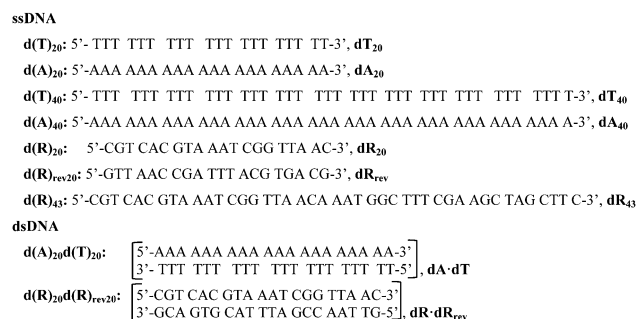 ssDNA
d(T)20: 5'- TTT TTT TTT TTT TTT TTT TT-3', dT20
d(A)20: 5'-AAA AAA AAA AAA AAA AAA AA-3', dA20
d(T)40: 5'- TTT TTT TTT TTT TTT TTT TTT TTT TTT TTT TTT TTT TTT T-3', dT40
d(A)40: 5'-AAA AAA AAA AAA AAA AAA AAA AAA AAA AAA AAA AAA AAA A-3', dA40
d(R)20: 5'-CGT CAC GTA AAT CGG TTA AC-3', dR20
d(R)rev20: 5'-GTT AAC CGA TTT ACG TGA CG-3', dRrev
d(R)43: 5'-CGT CAC GTA AAT CGG TTA ACA AAT GGC TTT CGA AGC TAG CTT C-3', dR43
dsDNA
d(A)20d(T)20: 5'-AAA AAA AAA AAA AAA AAA AA-3'
3'- TTT TTT TTT TTT TTT TTT TT-5', dA·dT
d(R)20d(R)rev20: 5'-CGT CAC GTA AAT CGG TTA AC-3'
3'-GCA GTG CAT TTA GCC AAT TG-5', dR·dRrev